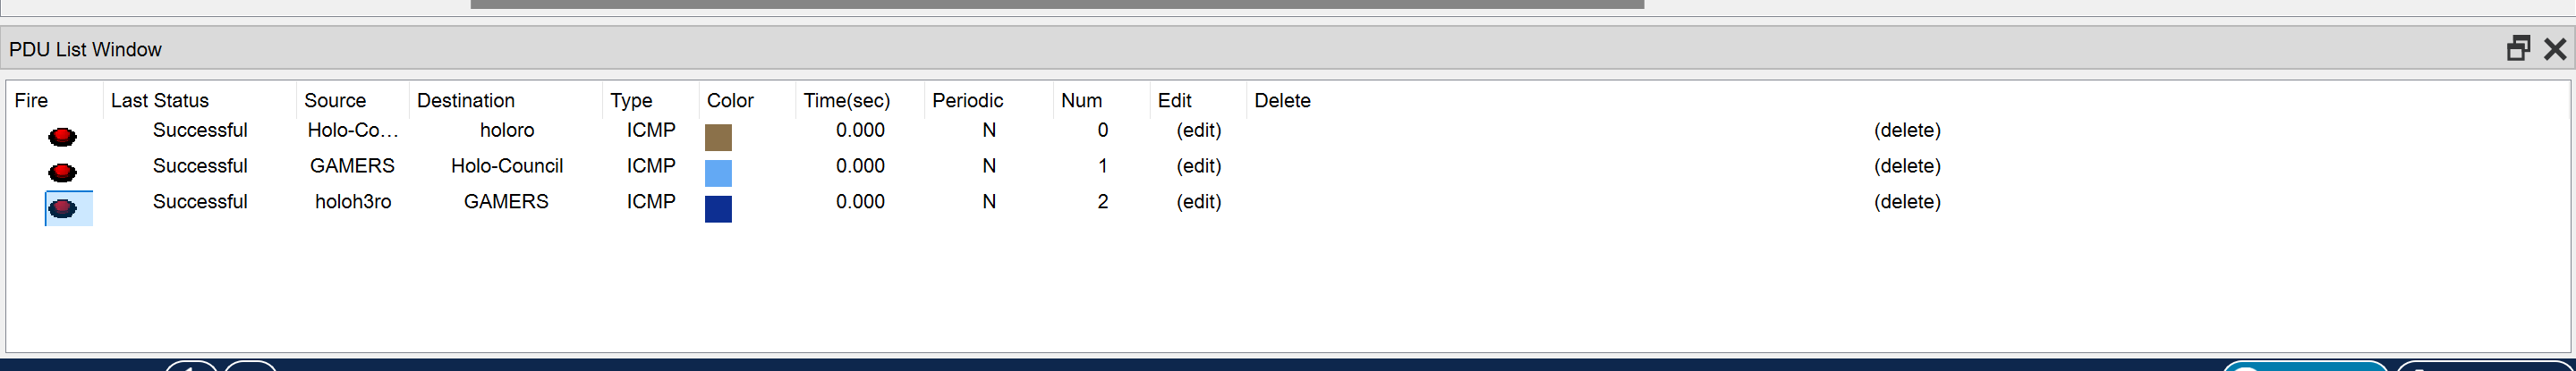 PDU List Window
Fire Last Status Source Destination Type Color Time(sec) Periodic Num Edit Delete
Successful Holo-Co... holoro ICMP 0.000 N 0 (edit) (delete)
Successful GAMERS Holo-Council ICMP 0.000 N 1 (edit) (delete)
Successful holoh3ro GAMERS ICMP 0.000 N 2 (edit) (delete)